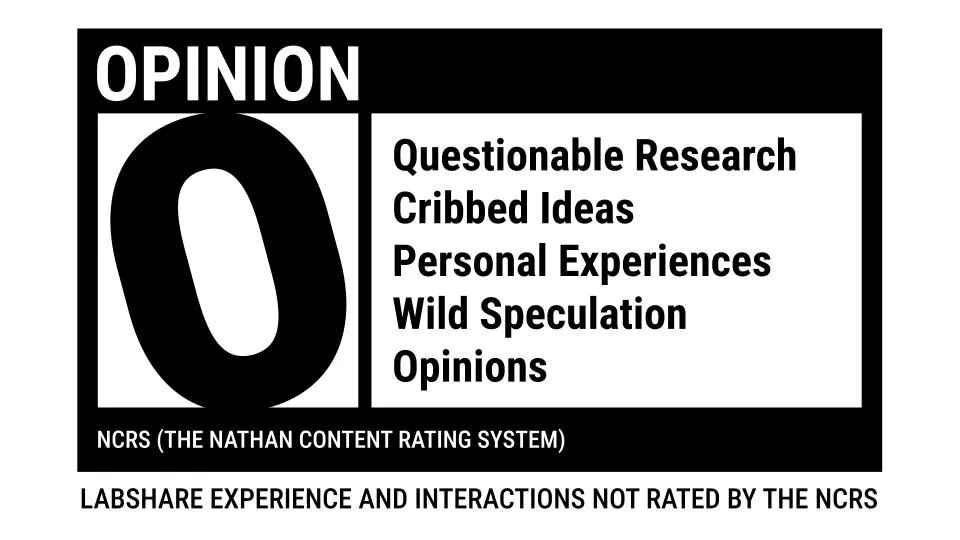 OPINION
O
Questionable Research
Cribbed Ideas
Personal Experiences
Wild Speculation
Opinions
NCRS (THE NATHAN CONTENT RATING SYSTEM)
LABSHARE EXPERIENCE AND INTERACTIONS NOT RATED BY THE NCRS